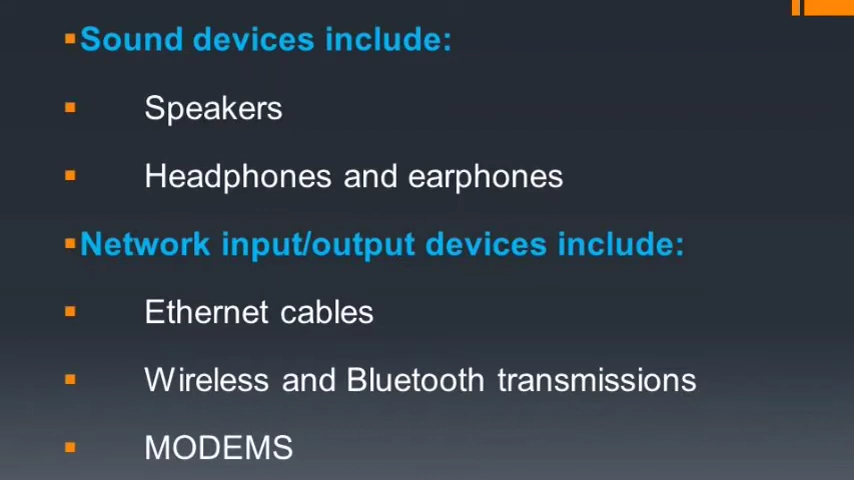 Sound devices include:
Speakers
Headphones and earphones
Network input/output devices include:
Ethernet cables
Wireless and Bluetooth transmissions
MODEMS